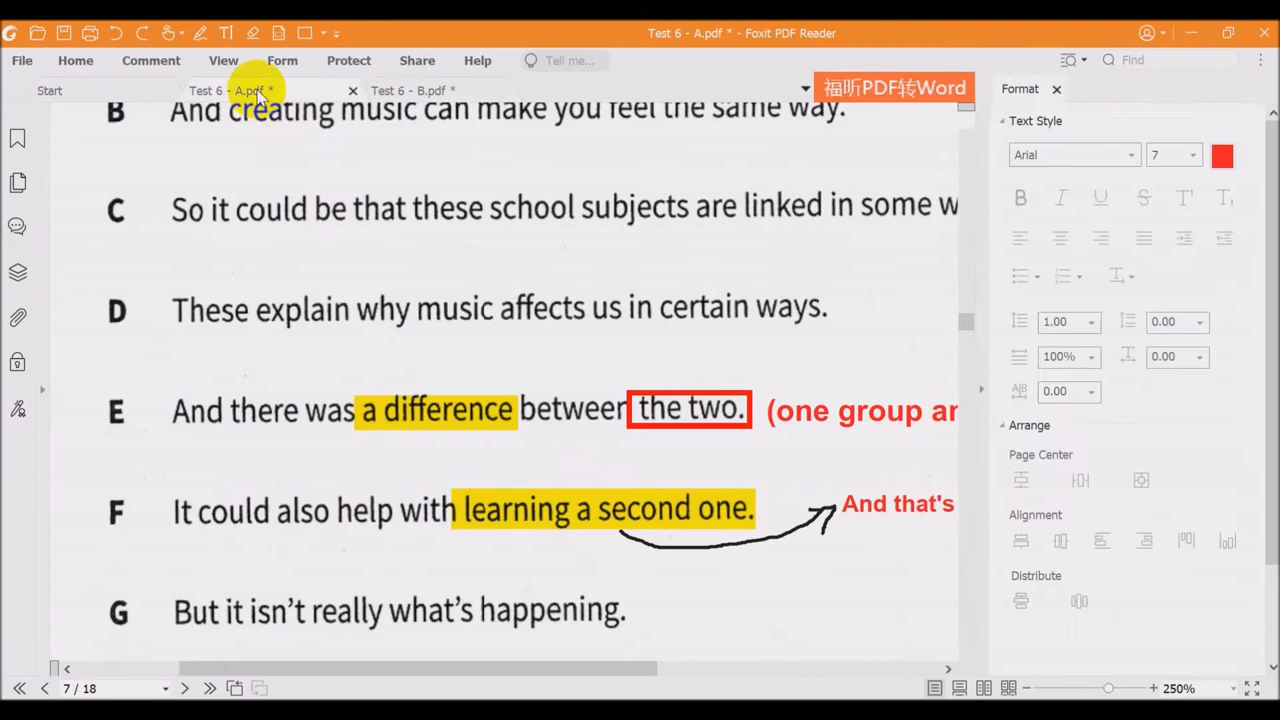 Test 6 - A.pdf * - Foxit PDF Reader
File Home Comment View Form Protect Share Help Tell me... Find
Start Test 6 - A.pdf * Test 6 - B.pdf * 福昕PDF转Word Format
B And creating music can make you feel the same way.
C So it could be that these school subjects are linked in some w
D These explain why music affects us in certain ways.
E And there was a difference between the two. (one group an
F It could also help with learning a second one. And that's
G But it isn't really what's happening.
Text Style
Arial 7
1.00 0.00
100% 0.00
0.00
Arrange
Page Center
Alignment
Distribute
7 / 18 250%